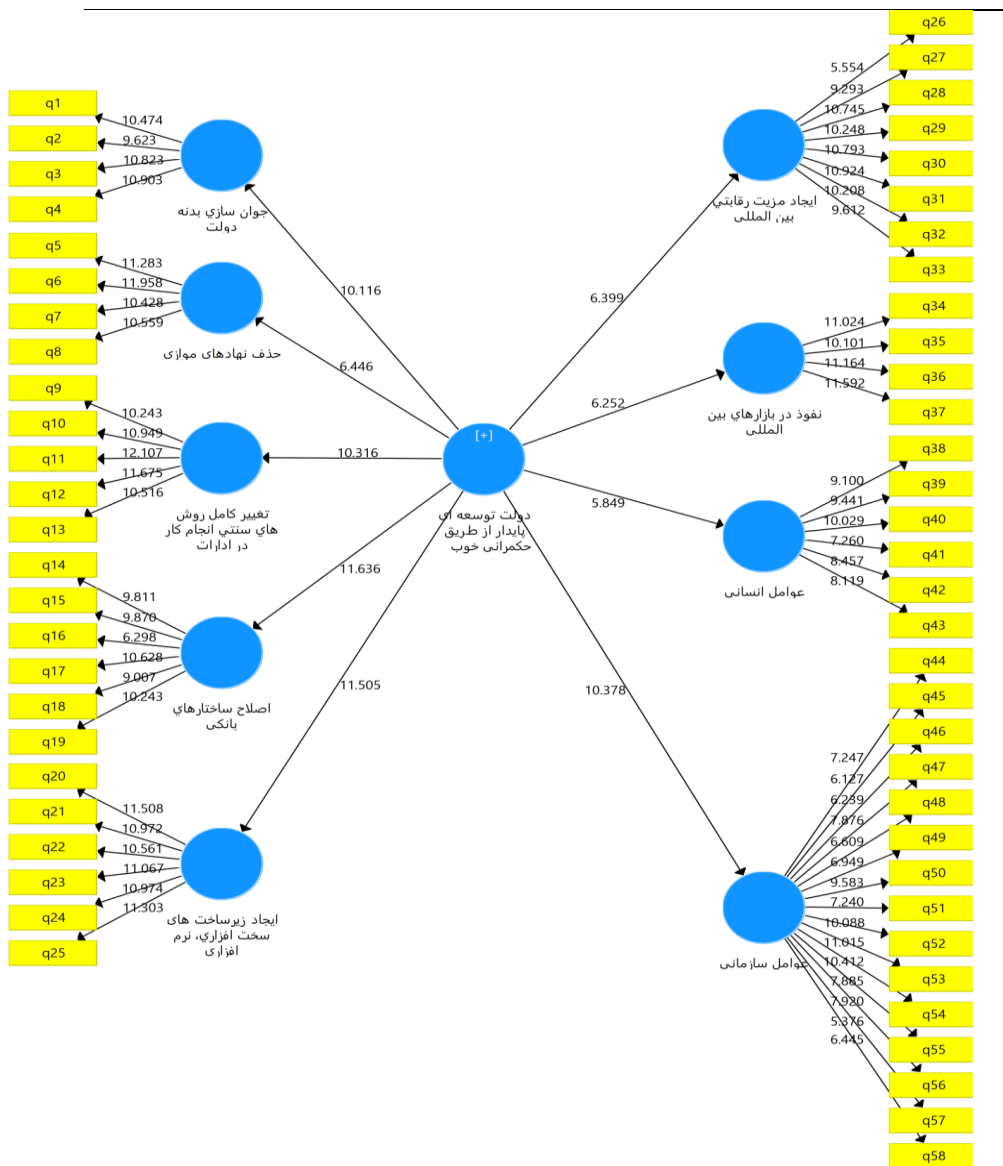 q1
q2
q3
q4
10.474
9.623
10.823
10.903
جوان سازي بدنه
دولت
q5
q6
q7
q8
11.283
11.958
10.428
10.559
حذف نهادهای موازی
q9
q10
q11
q12
q13
10.243
10.949
12.107
11.675
10.516
تغيير كامل روش
هاي سنتي انجام كار
در ادارات
q14
q15
q16
q17
q18
q19
9.811
9.870
6.298
10.628
9.007
10.243
اصلاح ساختارهاي
بانكی
q20
q21
q22
q23
q24
q25
11.508
10.972
10.561
11.067
10.974
11.303
ايجاد زيرساخت های
سخت افزاري، نرم
افزاری
10.116
6.446
10.316
11.636
11.505
[+]
دولت توسعه ای
پايدار از طريق
حكمرانی خوب
6.399
6.252
5.849
10.378
ايجاد مزيت رقابتي
بين المللی
5.554
9.293
10.745
10.248
10.793
10.924
10.208
9.612
q26
q27
q28
q29
q30
q31
q32
q33
نفوذ در بازارهاي بين
المللی
11.024
10.101
11.164
11.592
q34
q35
q36
q37
عوامل انسانی
9.100
9.441
10.029
7.260
8.457
8.119
q38
q39
q40
q41
q42
q43
عوامل سازمانی
7.247
6.127
6.239
7.876
6.609
6.949
9.583
7.240
10.088
11.015
10.412
7.885
7.920
5.376
6.445
q44
q45
q46
q47
q48
q49
q50
q51
q52
q53
q54
q55
q56
q57
q58